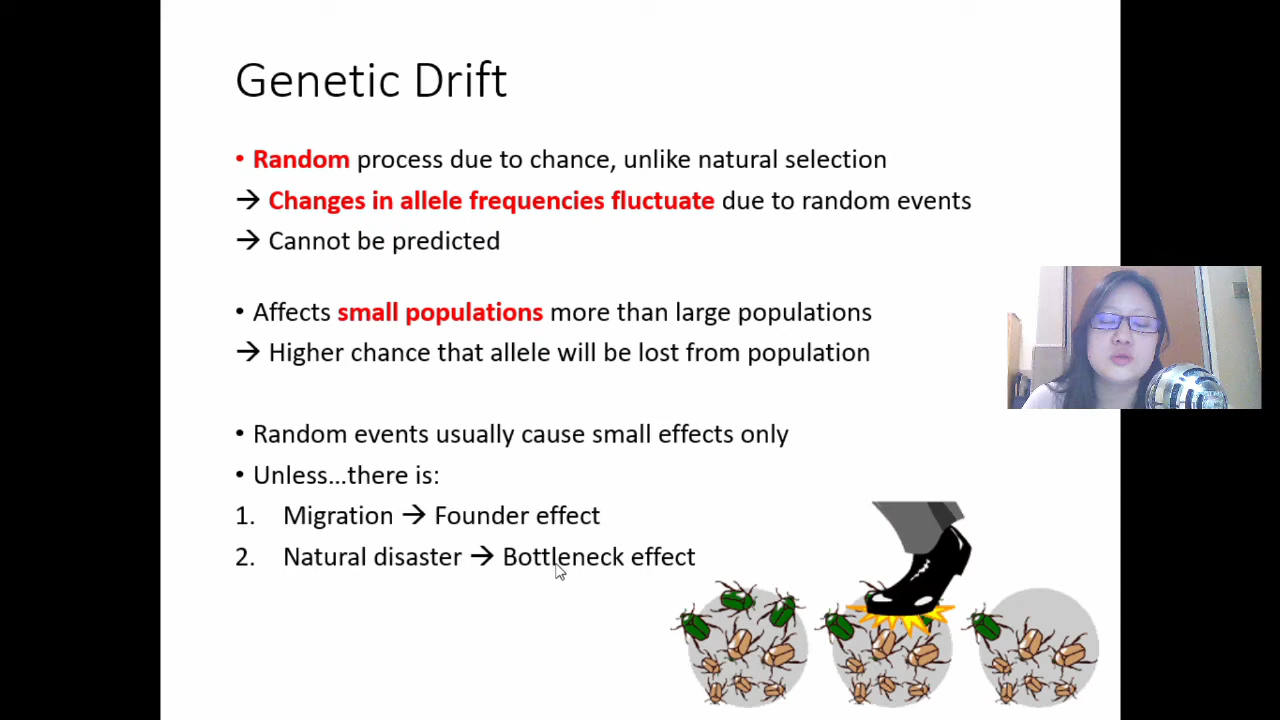 Genetic Drift
• Random process due to chance, unlike natural selection
→ Changes in allele frequencies fluctuate due to random events
→ Cannot be predicted
• Affects small populations more than large populations
→ Higher chance that allele will be lost from population
• Random events usually cause small effects only
• Unless...there is:
1. Migration → Founder effect
2. Natural disaster → Bottleneck effect